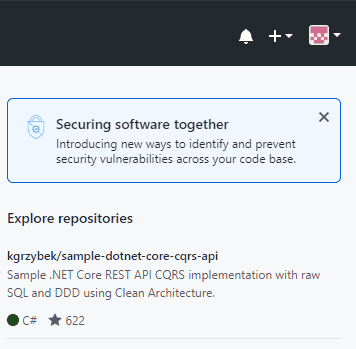 Securing software together
Introducing new ways to identify and prevent
security vulnerabilities across your code base.
Explore repositories
kgrzybek/sample-dotnet-core-cqrs-api
Sample .NET Core REST API CQRS implementation with raw
SQL and DDD using Clean Architecture.
C# 622